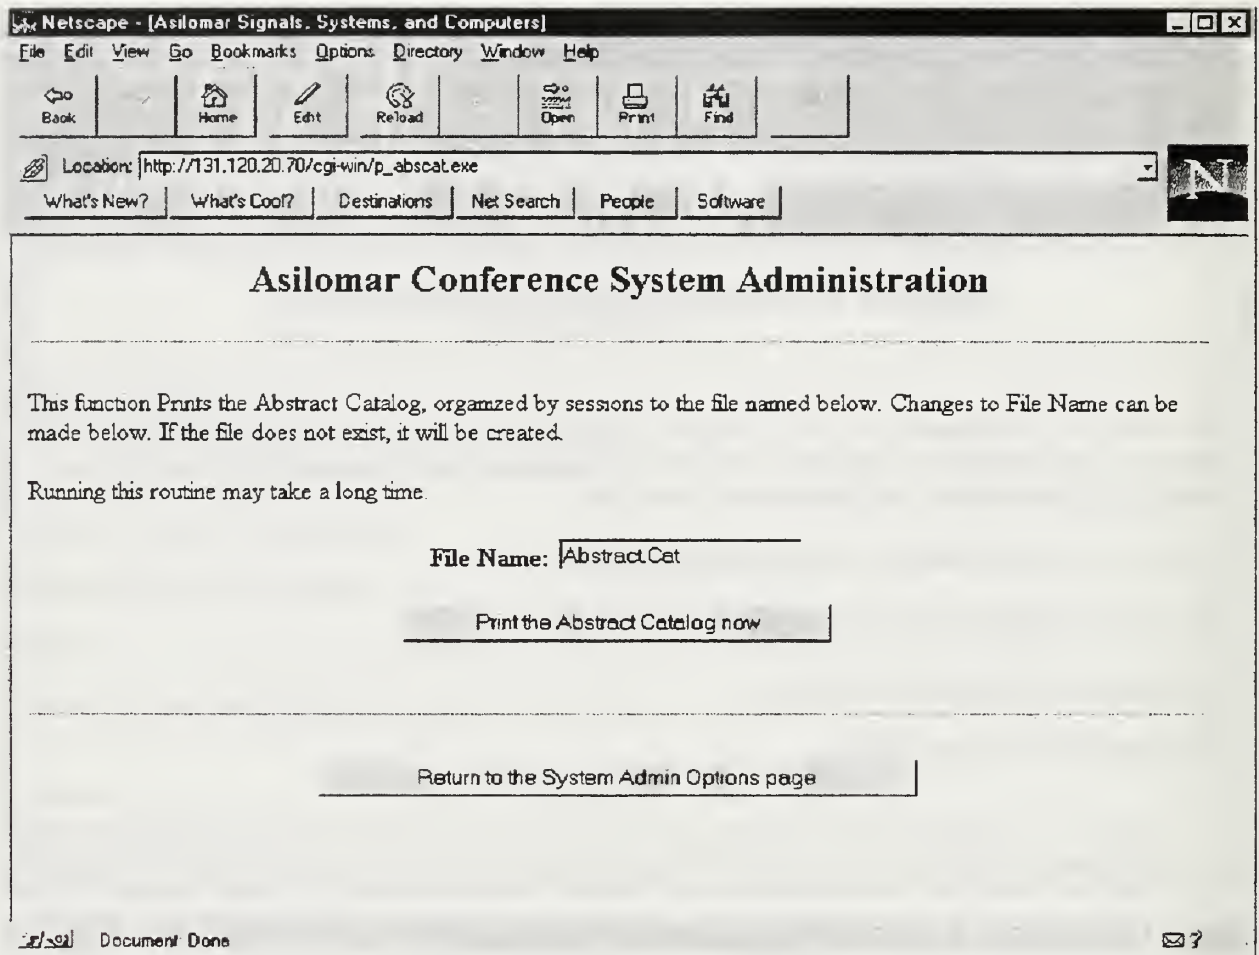 Netscape - [Asilomar Signals, Systems, and Computers]
File Edit View Go Bookmarks Options Directory Window Help
Back Home Edit Reload Open Print Find
Location: http://131.120.20.70/cgi-win/p_abscat.exe
N
What's New? What's Cool? Destinations Net Search People Software
Asilomar Conference System Administration
This function Prints the Abstract Catalog, organized by sessions to the file named below. Changes to File Name can be
made below. If the file does not exist, it will be created.
Running this routine may take a long time.
File Name: Abstract.Cat
Print the Abstract Catalog now
Return to the System Admin Options page
Document: Done